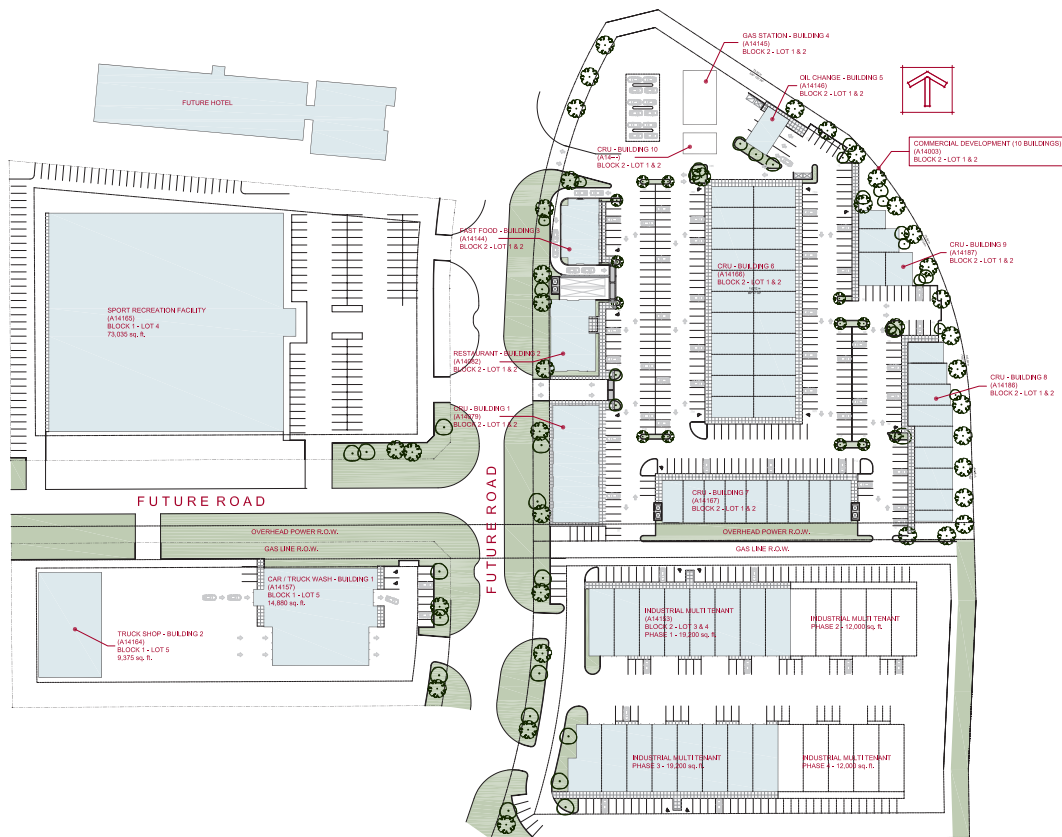 GAS STATION - BUILDING 4
(A14145)
BLOCK 2 - LOT 1 & 2
OIL CHANGE - BUILDING 5
(A14146)
BLOCK 2 - LOT 1 & 2
FUTURE HOTEL
COMMERCIAL DEVELOPMENT (10 BUILDINGS)
(A14003)
BLOCK 2 - LOT 1 & 2
CRU - BUILDING 10
BLOCK 2 - LOT 1 & 2
FAST FOOD - BUILDING 3
(A14144)
BLOCK 2 - LOT 1 & 2
CRU - BUILDING 9
(A14187)
BLOCK 2 - LOT 1 & 2
CRU - BUILDING 6
(A14166)
BLOCK 2 - LOT 1 & 2
SPORT RECREATION FACILITY
(A14165)
BLOCK 1 - LOT 4
73,035 sq. ft.
RESTAURANT - BUILDING 2
BLOCK 2 - LOT 1 & 2
CRU - BUILDING 8
(A14186)
BLOCK 2 - LOT 1 & 2
CRU - BUILDING 1
BLOCK 2 - LOT 1 & 2
CRU - BUILDING 7
(A14167)
BLOCK 2 - LOT 1 & 2
FUTURE ROAD
FUTURE ROAD
OVERHEAD POWER R.O.W.
GAS LINE R.O.W.
OVERHEAD POWER R.O.W.
GAS LINE R.O.W.
CAR / TRUCK WASH - BUILDING 1
(A14157)
BLOCK 1 - LOT 5
14,880 sq. ft.
TRUCK SHOP - BUILDING 2
(A14164)
BLOCK 1 - LOT 5
9,375 sq. ft.
INDUSTRIAL MULTI TENANT
(A14153)
BLOCK 2 - LOT 3 & 4
PHASE 1 - 19,200 sq. ft.
INDUSTRIAL MULTI TENANT
PHASE 2 - 12,000 sq. ft.
INDUSTRIAL MULTI TENANT
PHASE 3 - 19,200 sq. ft.
INDUSTRIAL MULTI TENANT
PHASE 4 - 12,000 sq. ft.